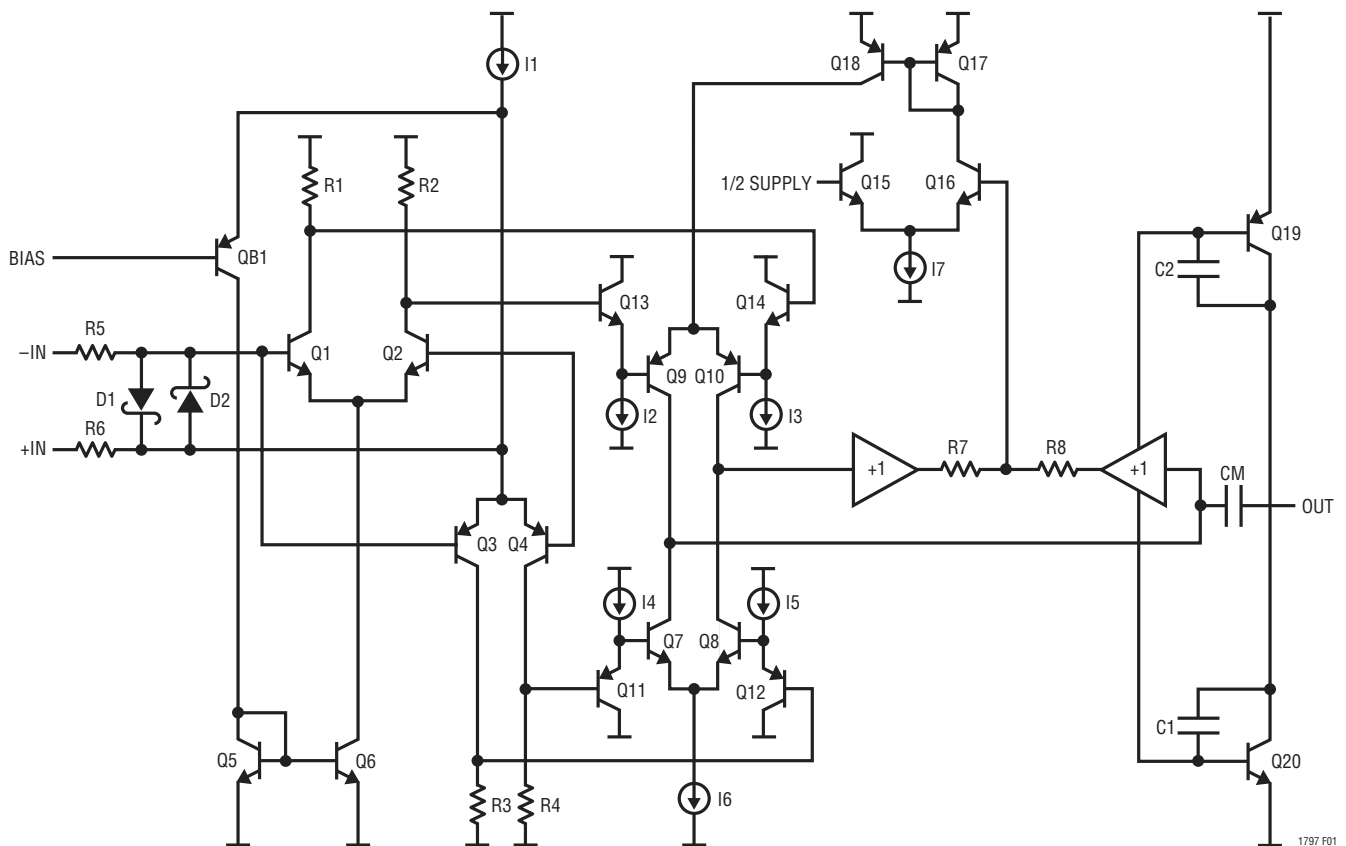 I1
Q18
Q17
R1
R2
1/2 SUPPLY
Q15
Q16
BIAS
QB1
Q19
C2
I7
Q13
Q14
R5
–IN
Q1
Q2
Q9
Q10
D1
D2
I2
I3
R6
+IN
+1
R7
R8
+1
CM
OUT
Q3
Q4
I4
I5
Q7
Q8
Q11
Q12
C1
Q5
Q6
Q20
R3
R4
I6
1797 F01